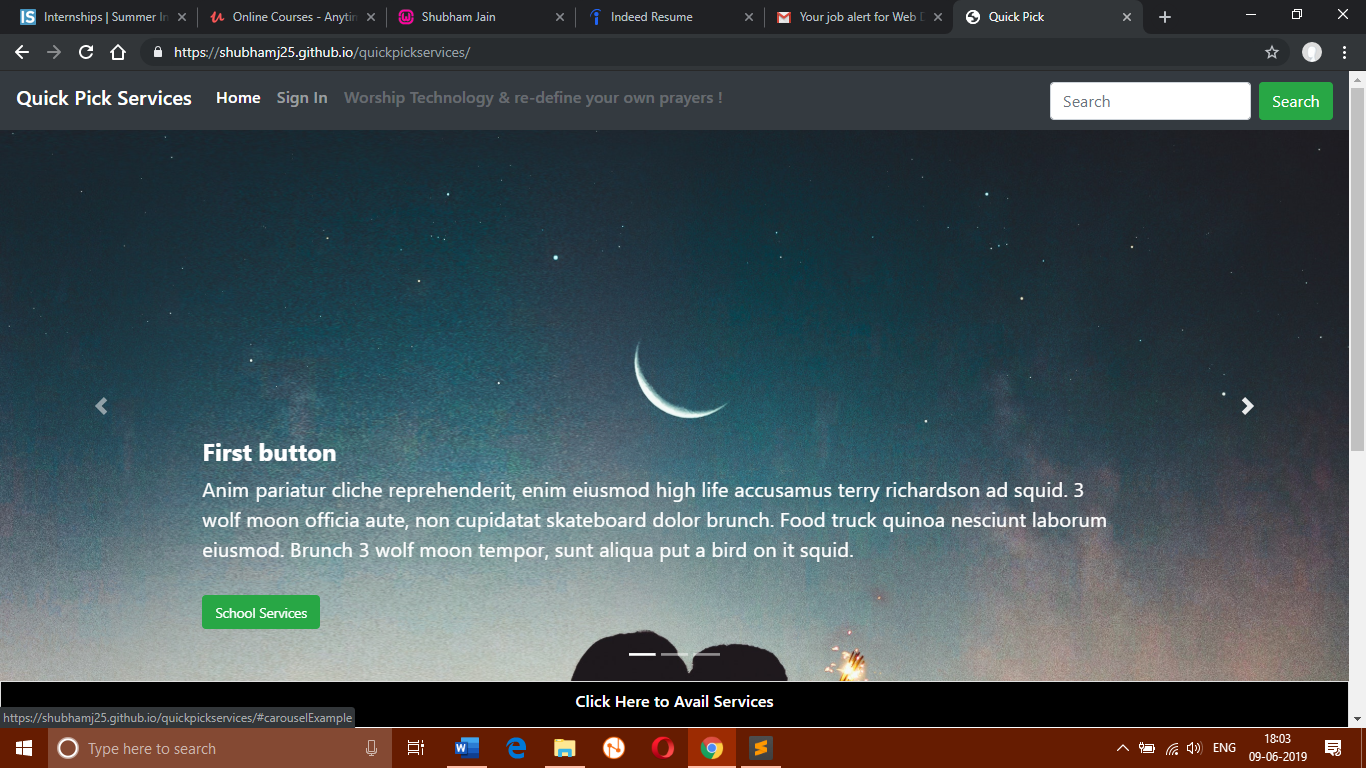 Internships | Summer In
Online Courses - Anytin
Shubham Jain
Indeed Resume
Your job alert for Web D
Quick Pick
https://shubhamj25.github.io/quickpickservices/
Quick Pick Services
Home
Sign In
Worship Technology & re-define your own prayers !
Search
Search
First button
Anim pariatur cliche reprehenderit, enim eiusmod high life accusamus terry richardson ad squid. 3
wolf moon officia aute, non cupidatat skateboard dolor brunch. Food truck quinoa nesciunt laborum
eiusmod. Brunch 3 wolf moon tempor, sunt aliqua put a bird on it squid.
School Services
Click Here to Avail Services
https://shubhamj25.github.io/quickpickservices/#carouselExample
Type here to search
ENG
18:03
09-06-2019